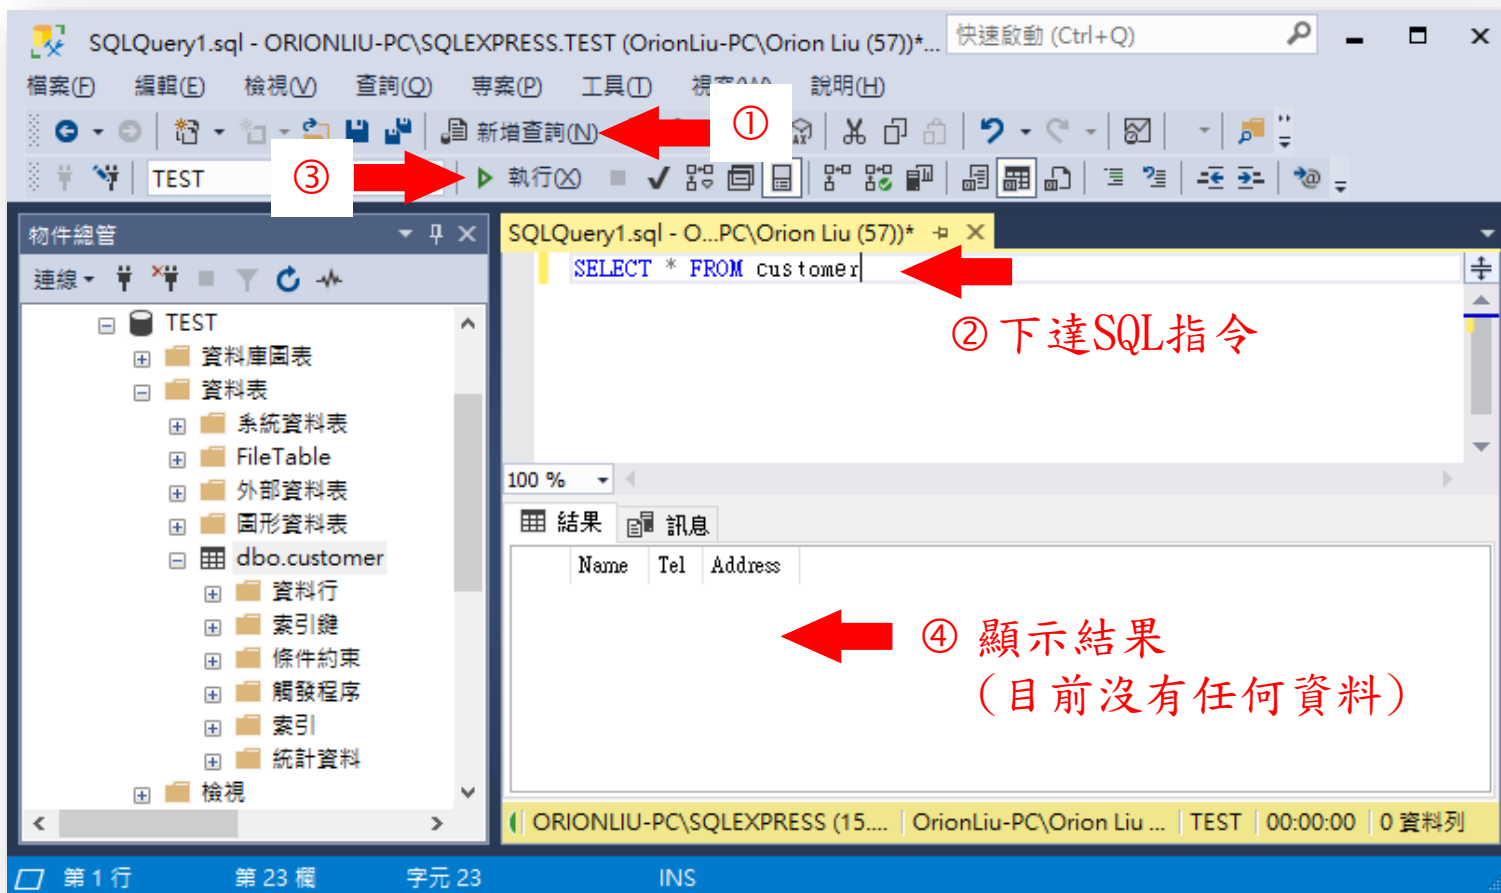 SQLQuery1.sql - ORIONLIU-PC\SQLEXPRESS.TEST (OrionLiu-PC\Orion Liu (57))*...
快速啟動 (Ctrl+Q)
檔案(F) 編輯(E) 檢視(V) 查詢(Q) 專案(P) 工具(T) 視窗(W) 說明(H)
新增查詢(N) ①
TEST ③ 執行(X)
物件總管
SQLQuery1.sql - O...PC\Orion Liu (57))*
連線
SELECT * FROM customer
② 下達SQL指令
TEST
資料庫圖表
資料表
系統資料表
FileTable
外部資料表
圖形資料表
dbo.customer
資料行
索引鍵
條件約束
觸發程序
索引
統計資料
檢視
100 %
結果 訊息
Name Tel Address
④ 顯示結果
(目前沒有任何資料)
ORIONLIU-PC\SQLEXPRESS (15.... OrionLiu-PC\Orion Liu ... TEST 00:00:00 0 資料列
第 1 行 第 23 欄 字元 23 INS